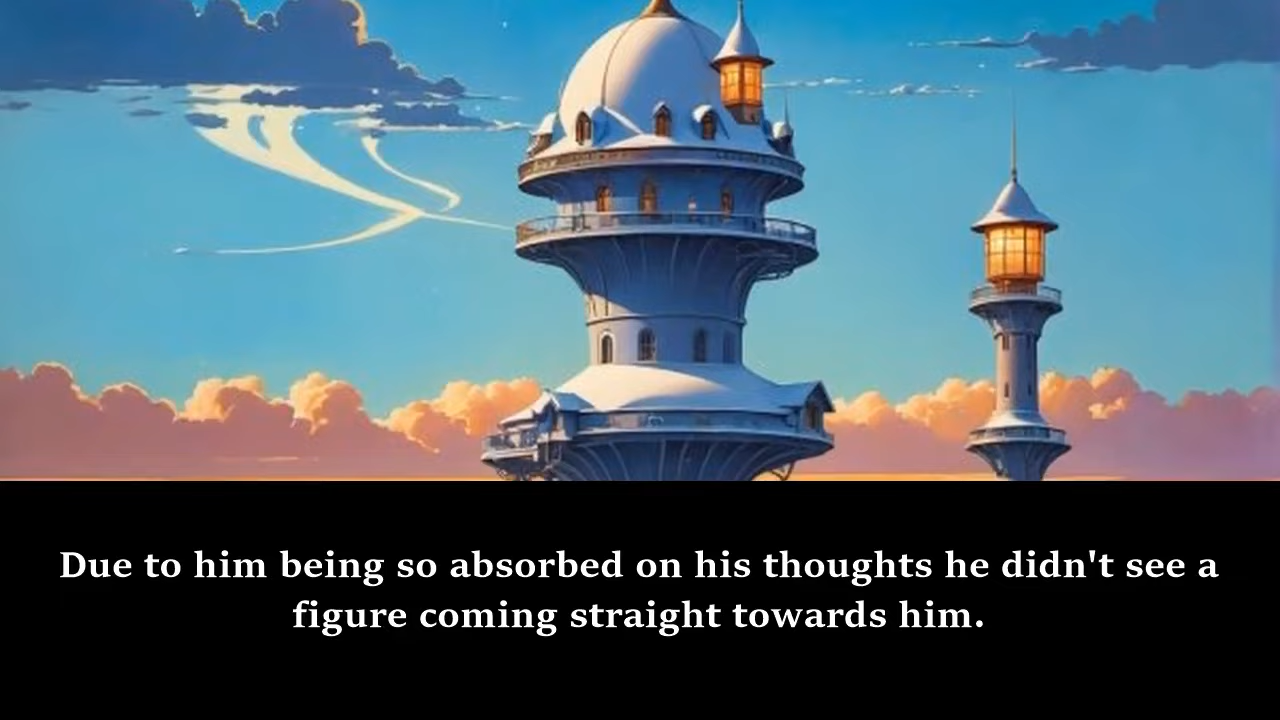 Due to him being so absorbed on his thoughts he didn't see a
figure coming straight towards him.